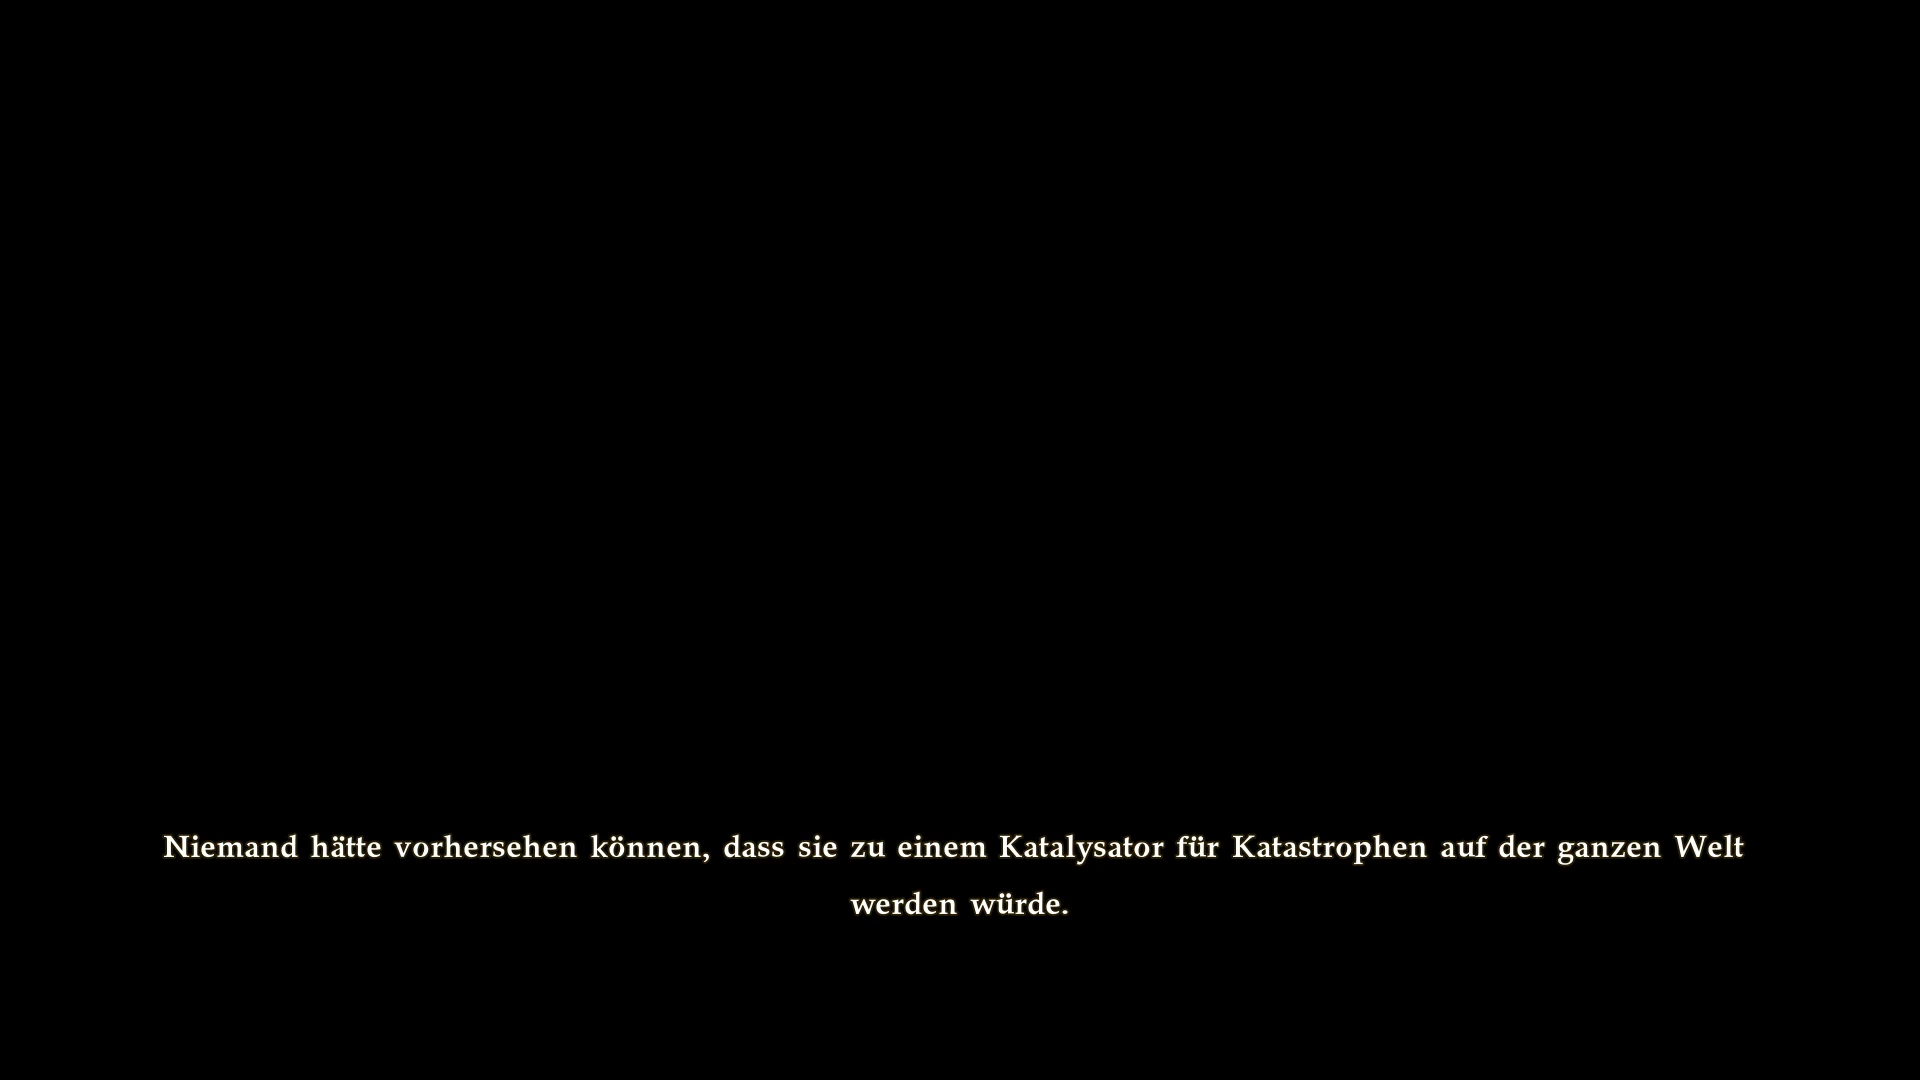 Niemand hätte vorhersehen können, dass sie zu einem Katalysator für Katastrophen auf der ganzen Welt
werden würde.